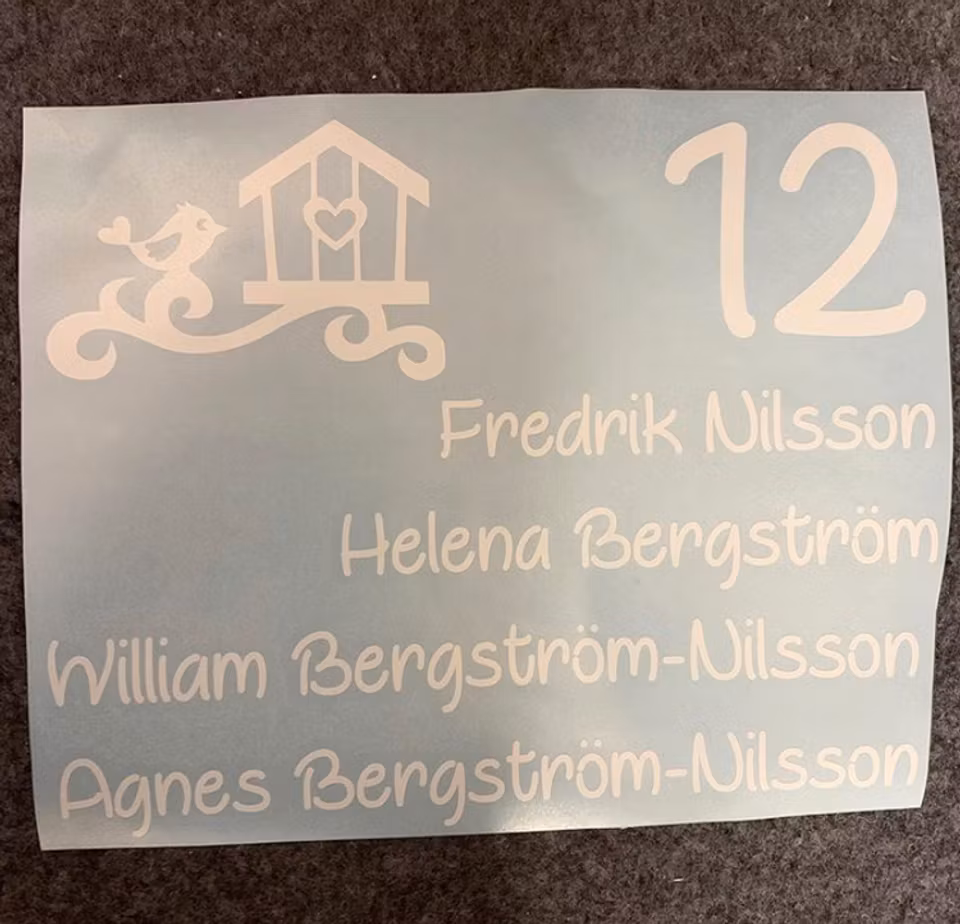 12
Fredrik Nilsson
Helena Bergström
William Bergström-Nilsson
Agnes Bergström-Nilsson